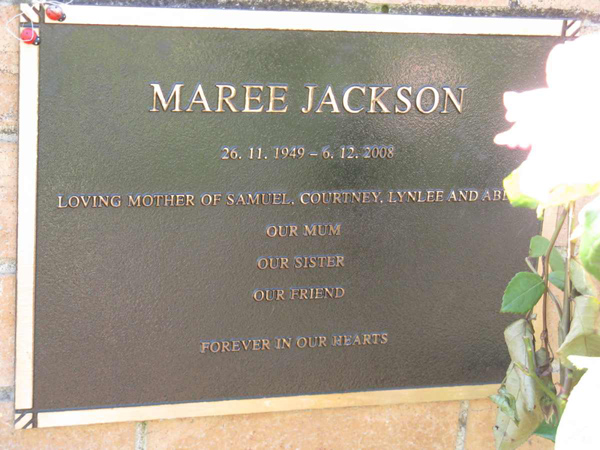 MAREE JACKSON
26. 11. 1949 – 6. 12. 2008
LOVING MOTHER OF SAMUEL, COURTNEY, LYNLEE AND
OUR MUM
OUR SISTER
OUR FRIEND
FOREVER IN OUR HEARTS